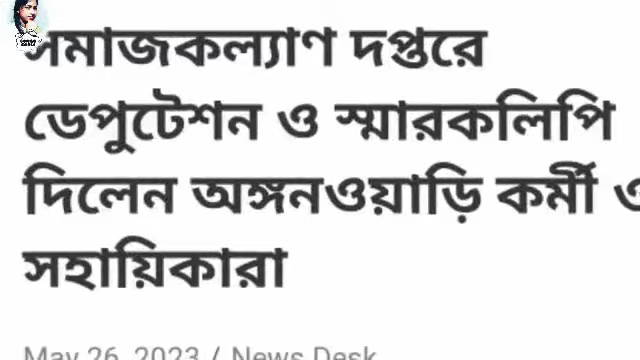 সমাজকল্যাণ দপ্তরে
ডেপুটেশন ও স্মারকলিপি
দিলেন অঙ্গনওয়াড়ি কর্মী ও
সহায়িকারা
May 26, 2023 / News Desk